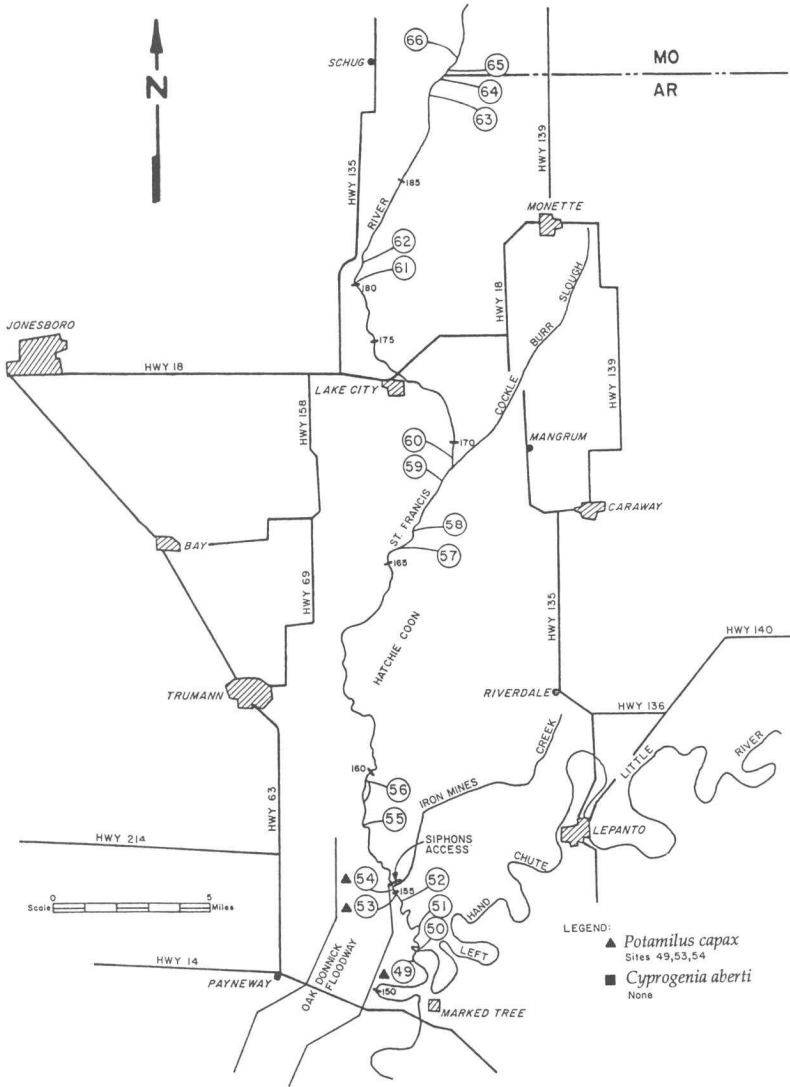 66
SCHUG
65
MO
64
AR
N
63
HWY 139
HWY 135
185
MONETTE
RIVER
62
61
180
HWY 18
SLOUGH
JONESBORO
175
BURR
HWY 139
HWY 18
LAKE CITY
COCKLE
HWY 158
60
170
MANGRUM
59
ST. FRANCIS
CARAWAY
58
BAY
57
165
HWY 69
HWY 135
HATCHIE COON
HWY 140
TRUMANN
RIVERDALE
HWY 136
CREEK
RIVER
LITTLE
160
56
IRON MINES
HWY 63
55
LEPANTO
HWY 214
SIPHONS
ACCESS
CHUTE
54
52
155
0 5
Scale Miles
53
51
HAND
50
LEGEND:
LEFT
▲ Potamilus capax
Sites 49,53,54
HWY 14
49
OAK DONNICK
FLOODWAY
■ Cyprogenia aberti
None
PAYNEWAY
150
MARKED TREE